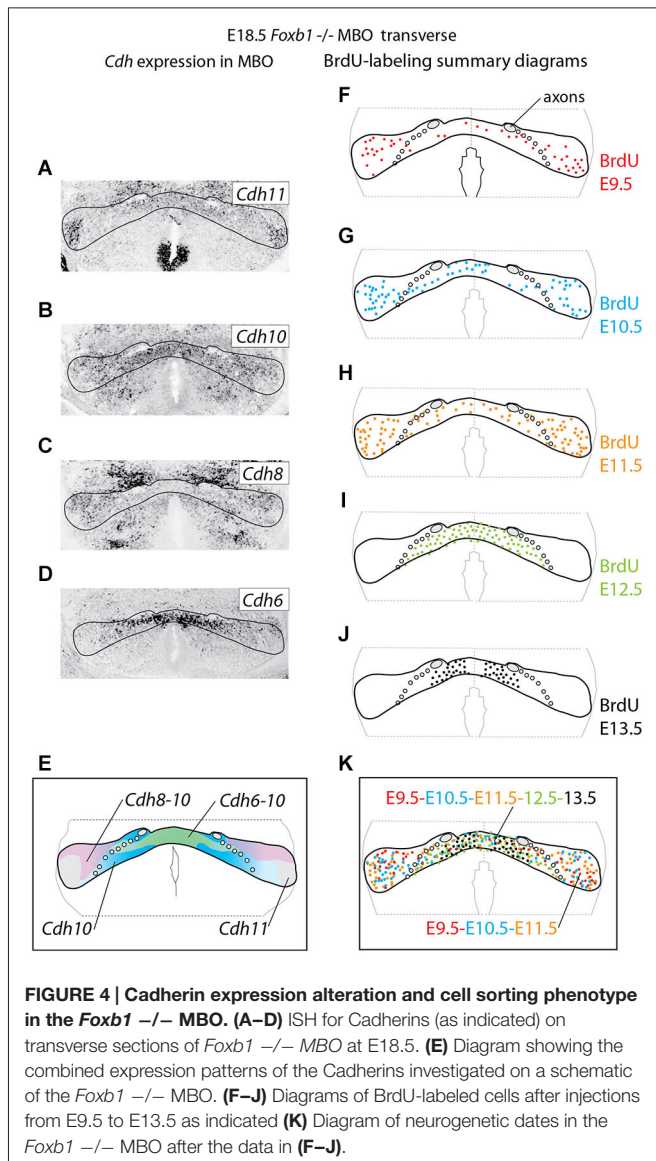 E18.5 Foxb1 -/- MBO transverse
Cdh expression in MBO
BrdU-labeling summary diagrams
A
Cdh11
B
Cdh10
C
Cdh8
D
Cdh6
E
Cdh8-10
Cdh6-10
Cdh10
Cdh11
F
axons
BrdU
E9.5
G
BrdU
E10.5
H
BrdU
E11.5
I
BrdU
E12.5
J
BrdU
E13.5
K
E9.5-E10.5-E11.5-12.5-13.5
E9.5-E10.5-E11.5
FIGURE 4 | Cadherin expression alteration and cell sorting phenotype
in the Foxb1 −/− MBO. (A–D) ISH for Cadherins (as indicated) on
transverse sections of Foxb1 −/− MBO at E18.5. (E) Diagram showing the
combined expression patterns of the Cadherins investigated on a schematic
of the Foxb1 −/− MBO. (F–J) Diagrams of BrdU-labeled cells after injections
from E9.5 to E13.5 as indicated (K) Diagram of neurogenetic dates in the
Foxb1 −/− MBO after the data in (F–J).